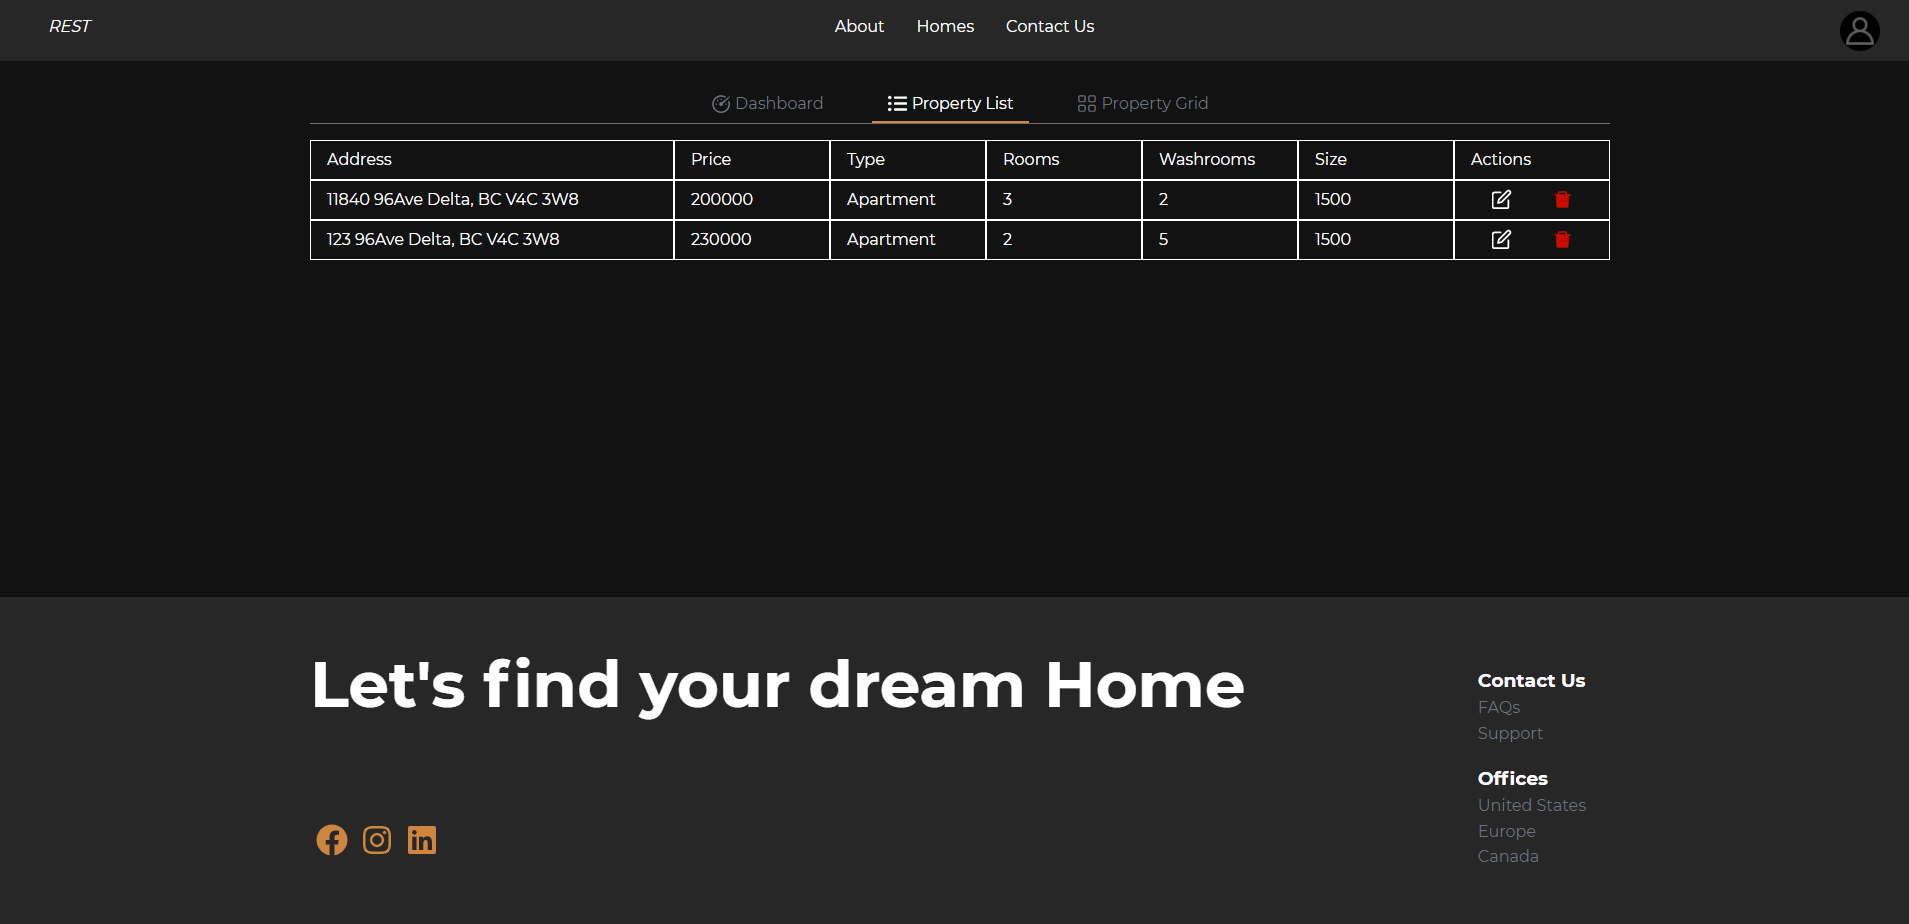 REST
About Homes Contact Us
Dashboard Property List Property Grid
Address Price Type Rooms Washrooms Size Actions
11840 96Ave Delta, BC V4C 3W8 200000 Apartment 3 2 1500
123 96Ave Delta, BC V4C 3W8 230000 Apartment 2 5 1500
Let's find your dream Home
Contact Us
FAQs
Support
Offices
United States
Europe
Canada